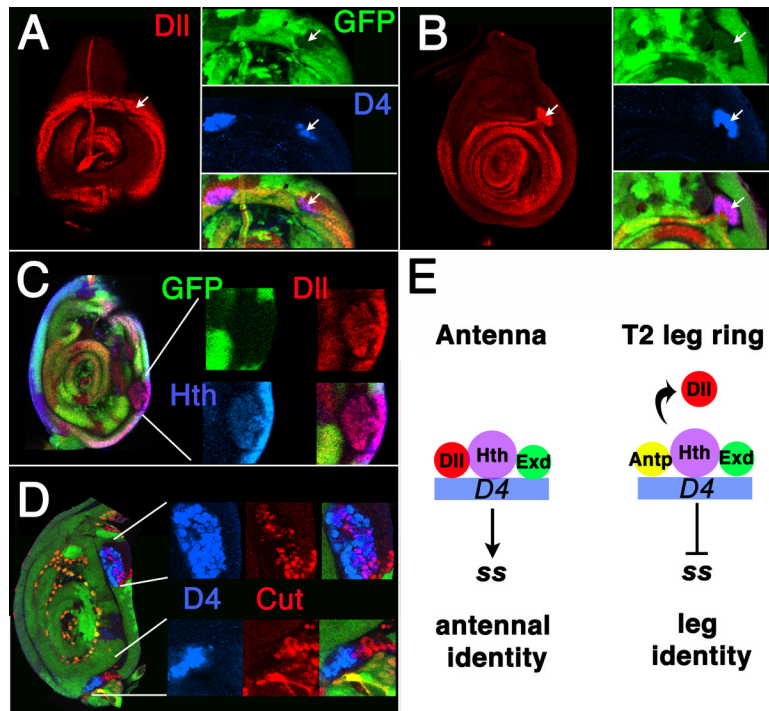 A
Dll
GFP
D4
B
C
GFP
Dll
Hth
D
D4
Cut
E
Antenna
T2 leg ring
Dll
Dll
Hth
Exd
D4
Antp
Hth
Exd
D4
ss
ss
antennal
identity
leg
identity